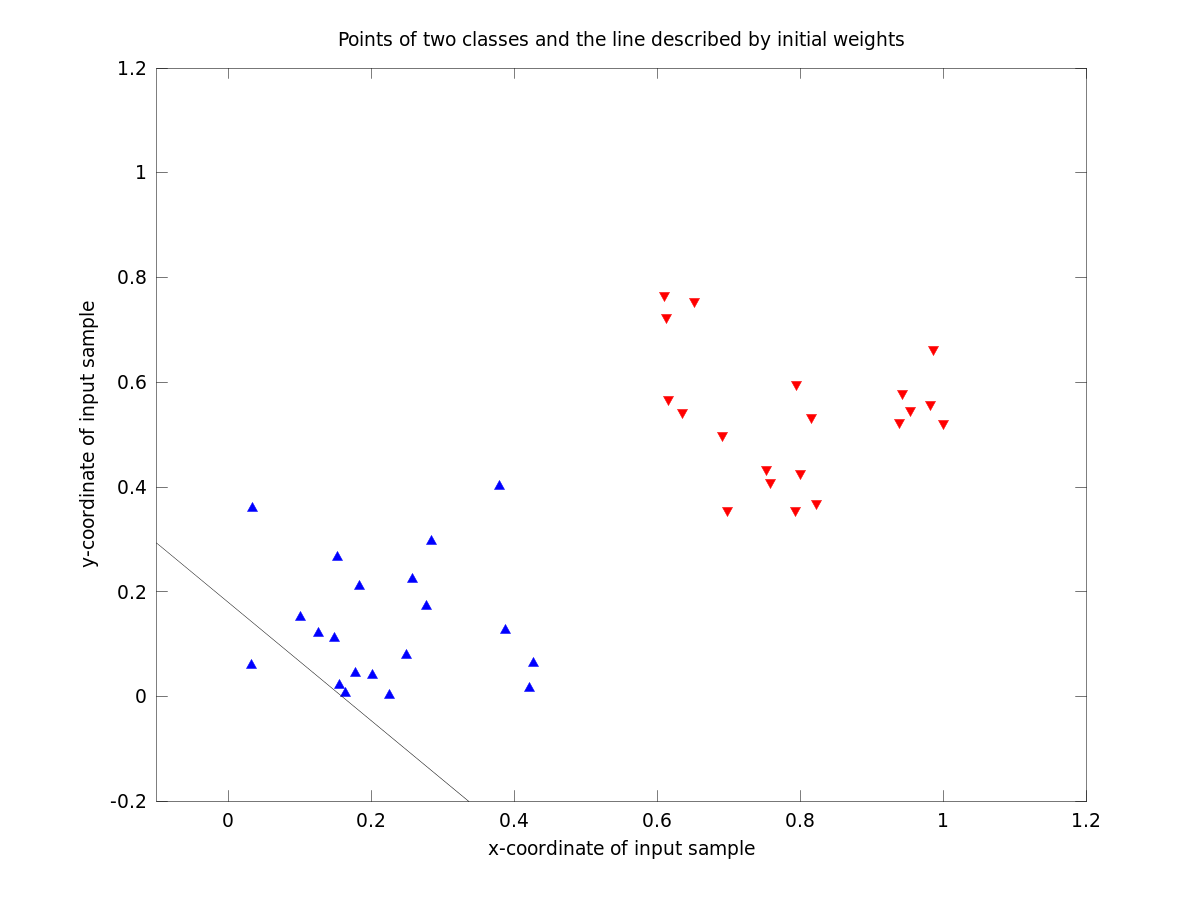 Points of two classes and the line described by initial weights
1.2
1
0.8
0.6
0.4
0.2
0
-0.2
y-coordinate of input sample
0 0.2 0.4 0.6 0.8 1 1.2
x-coordinate of input sample